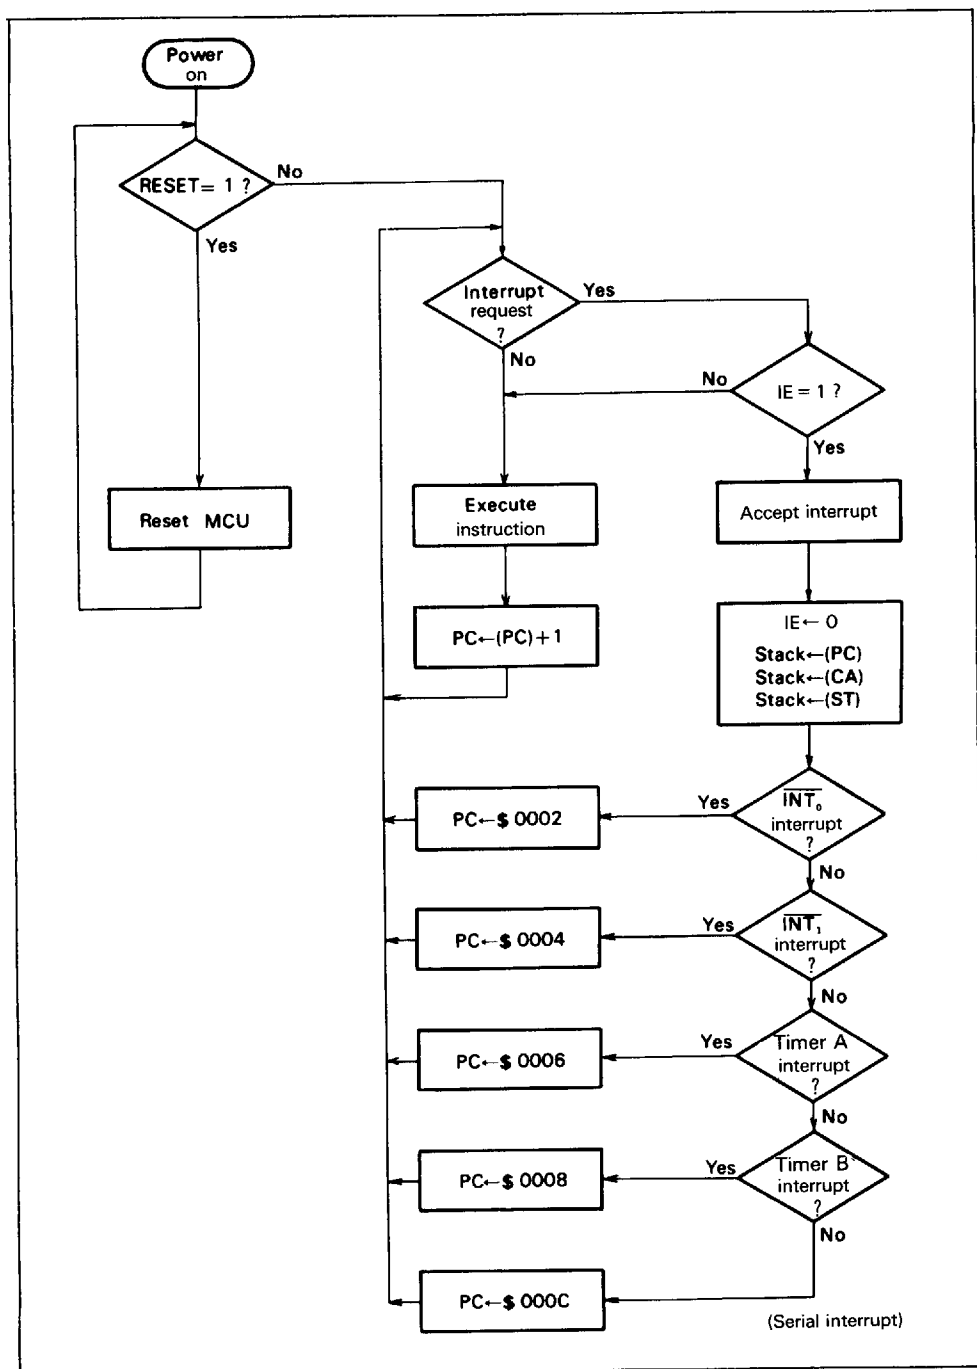 Power
on
RESET= 1 ?
No
Yes
Interrupt
request
?
Yes
No
IE = 1 ?
No
Yes
Reset MCU
Execute
instruction
Accept interrupt
PC←(PC)+1
IE← 0
Stack←(PC)
Stack←(CA)
Stack←(ST)
INT₀
interrupt
?
Yes
PC←$ 0002
No
INT₁
interrupt
?
Yes
PC←$ 0004
No
Timer A
interrupt
?
Yes
PC←$ 0006
No
Timer B
interrupt
?
Yes
PC←$ 0008
No
PC←$ 000C
(Serial interrupt)